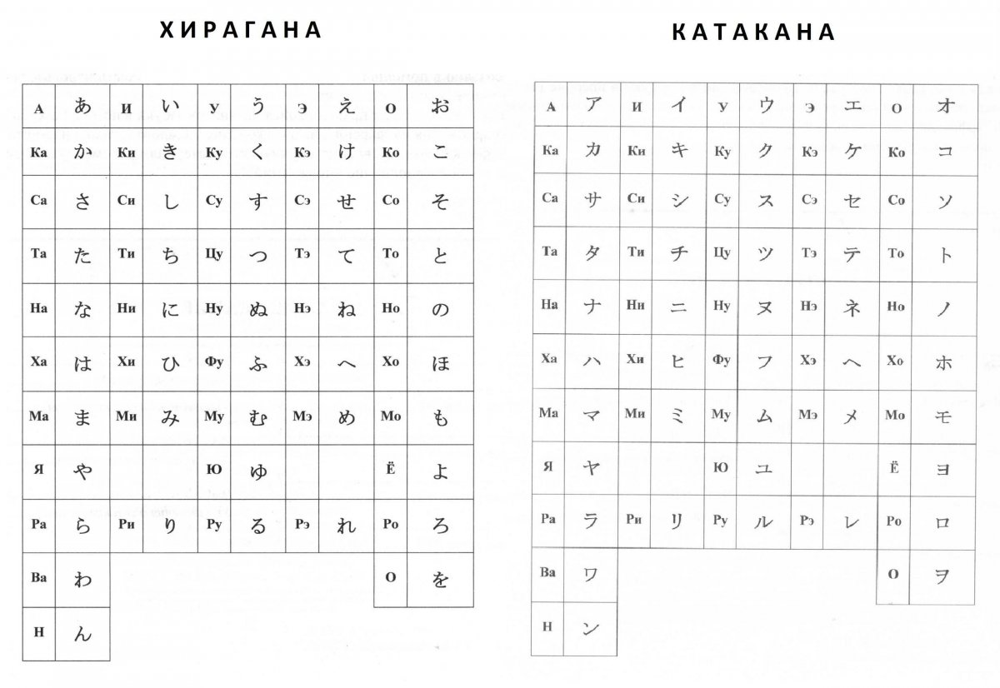 ХИРАГАНА
А あ И い У う Э え О お
Ка か Ки き Ку く Кэ け Ко こ
Са さ Си し Су す Сэ せ Со そ
Та た Ти ち Цу つ Тэ て То と
На な Ни に Ну ぬ Нэ ね Но の
Ха は Хи ひ Фу ふ Хэ へ Хо ほ
Ма ま Ми み Му む Мэ め Мо も
Я や Ю ゆ Ё よ
Ра ら Ри り Ру る Рэ れ Ро ろ
Ва わ О を
Н ん
КАТАКАНА
А ア И イ У ウ Э エ О オ
Ка カ Ки キ Ку ク Кэ ケ Ко コ
Са サ Си シ Су ス Сэ セ Со ソ
Та タ Ти チ Цу ツ Тэ テ То ト
На ナ Ни ニ Ну ヌ Нэ ネ Но ノ
Ха ハ Хи ヒ Фу フ Хэ ヘ Хо ホ
Ма マ Ми ミ Му ム Мэ メ Мо モ
Я ヤ Ю ユ Ё ヨ
Ра ラ Ри リ Ру ル Рэ レ Ро ロ
Ва ワ О ヲ
Н ン